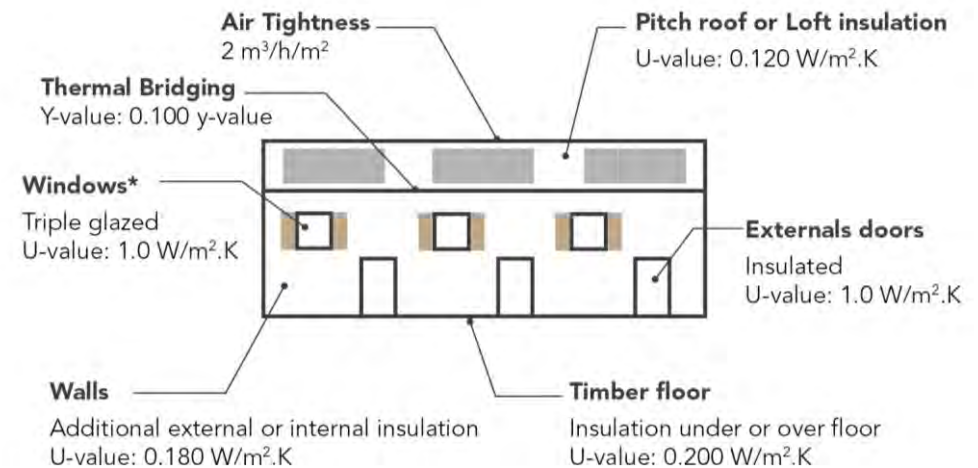 Air Tightness
2 m³/h/m²
Pitch roof or Loft insulation
U-value: 0.120 W/m².K
Thermal Bridging
Y-value: 0.100 y-value
Windows*
Triple glazed
U-value: 1.0 W/m².K
Externals doors
Insulated
U-value: 1.0 W/m².K
Walls
Additional external or internal insulation
U-value: 0.180 W/m².K
Timber floor
Insulation under or over floor
U-value: 0.200 W/m².K